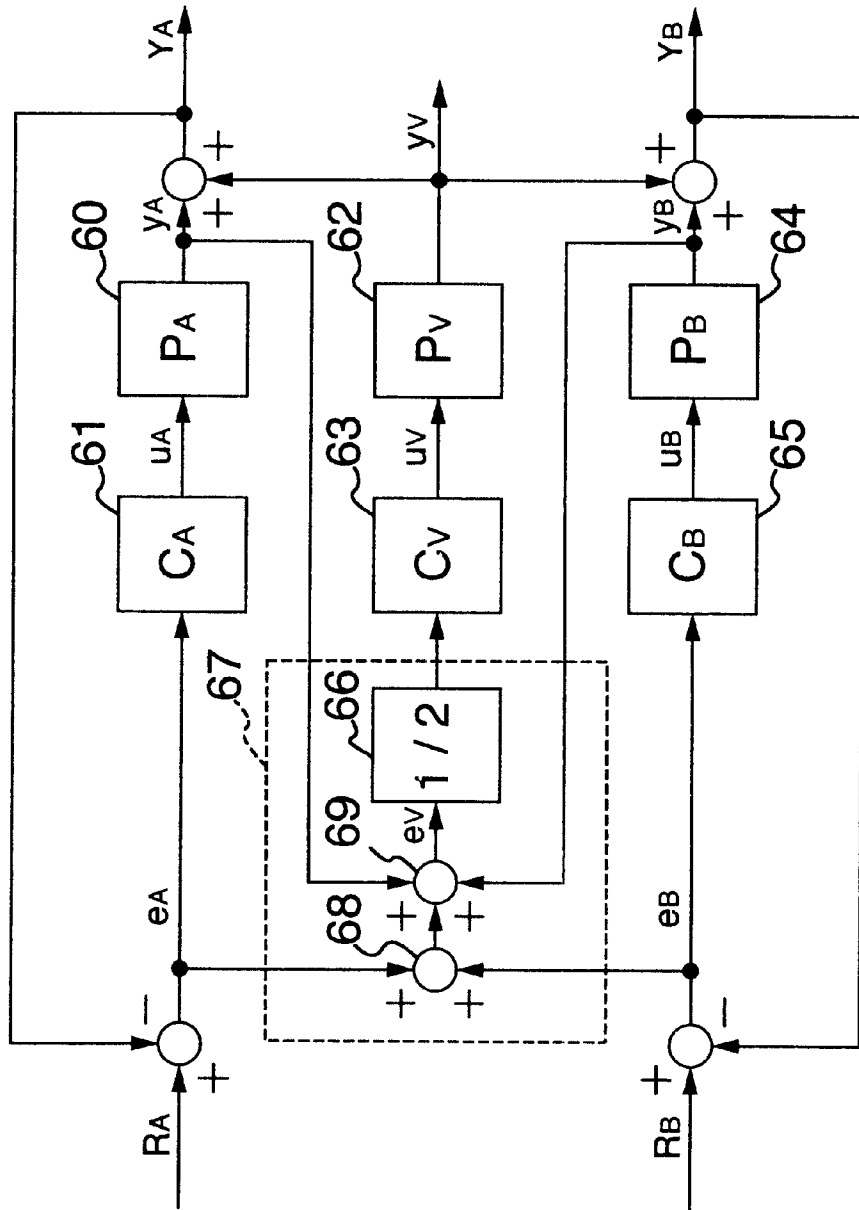 YA
yV
YB
+
+
+
+
yA
yB
60
62
64
PA
PV
PB
61
63
65
uA
uV
uB
CA
CV
CB
67
66
1/2
69
eV
68
+
+
+
+
eA
eB
−
−
+
+
RA
RB